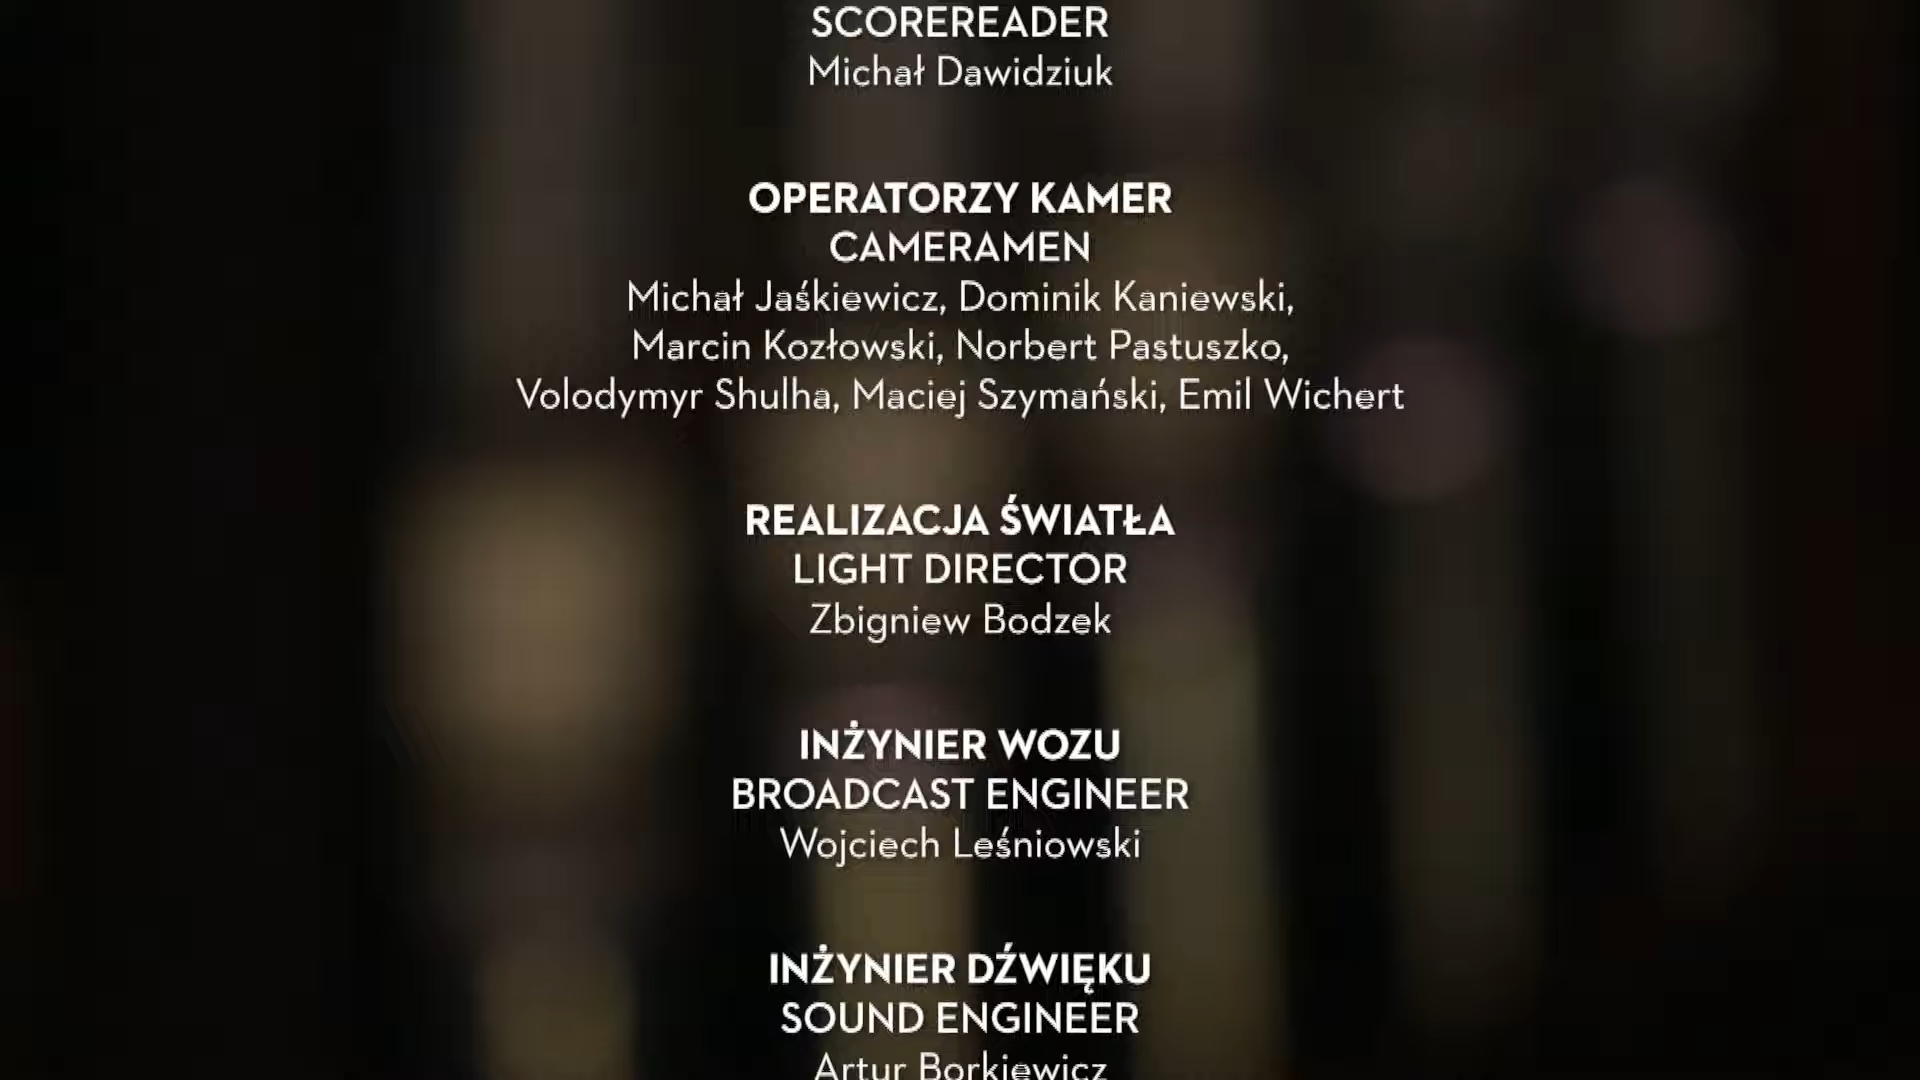 SCOREREADER
Michał Dawidziuk
OPERATORZY KAMER
CAMERAMEN
Michał Jaśkiewicz, Dominik Kaniewski,
Marcin Kozłowski, Norbert Pastuszko,
Volodymyr Shulha, Maciej Szymański, Emil Wichert
REALIZACJA ŚWIATŁA
LIGHT DIRECTOR
Zbigniew Bodzek
INŻYNIER WOZU
BROADCAST ENGINEER
Wojciech Leśniowski
INŻYNIER DŹWIĘKU
SOUND ENGINEER
Artur Borkiewicz